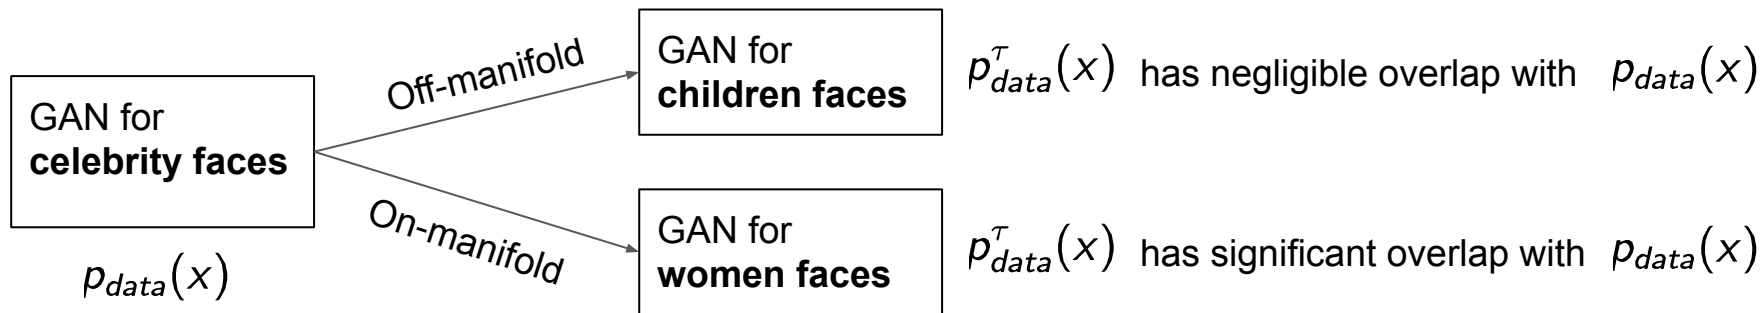 GAN for
celebrity faces
p_data(x)
Off-manifold
On-manifold
GAN for
children faces
p^τ_data(x) has negligible overlap with p_data(x)
GAN for
women faces
p^τ_data(x) has significant overlap with p_data(x)